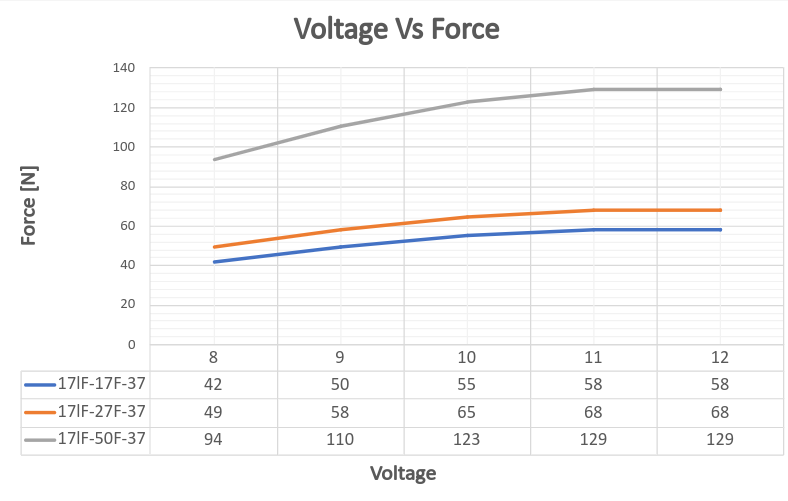 Voltage Vs Force
140
120
100
80
60
40
20
0
Force [N]
8 9 10 11 12
17lF-17F-37 42 50 55 58 58
17lF-27F-37 49 58 65 68 68
17lF-50F-37 94 110 123 129 129
Voltage